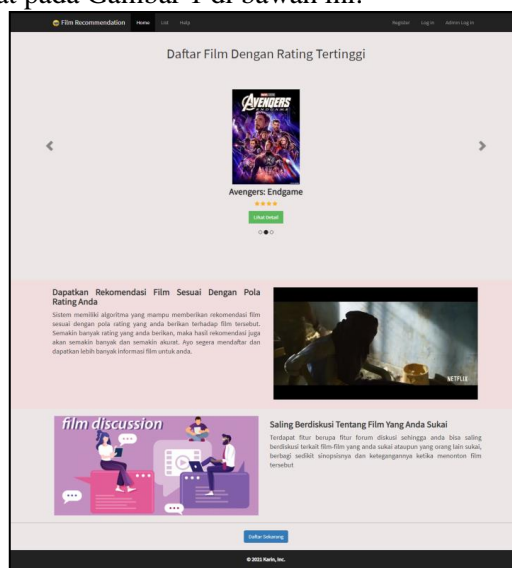 at pada Gambar 1 di bawah ini.
Film Recommendation Home List Help Register Log in Admin Log in
Daftar Film Dengan Rating Tertinggi
AVENGERS
ENDGAME
Avengers: Endgame
Lihat Detail
Dapatkan Rekomendasi Film Sesuai Dengan Pola
Rating Anda
Sistem memiliki algoritma yang mampu memberikan rekomendasi film
sesuai dengan pola rating yang anda berikan terhadap film tersebut.
Semakin banyak rating yang anda berikan, maka hasil rekomendasi juga
akan semakin banyak dan semakin akurat. Ayo segera mendaftar dan
dapatkan lebih banyak informasi film untuk anda.
NETFLIX
film discussion
Saling Berdiskusi Tentang Film Yang Anda Sukai
Terdapat fitur berupa fitur forum diskusi sehingga anda bisa saling
berdiskusi terkait film-film yang anda sukai ataupun yang orang lain sukai,
berbagi sedikit sinopsisnya dan ketegangannya ketika menonton film
tersebut
Daftar Sekarang
© 2021 Karin, Inc.